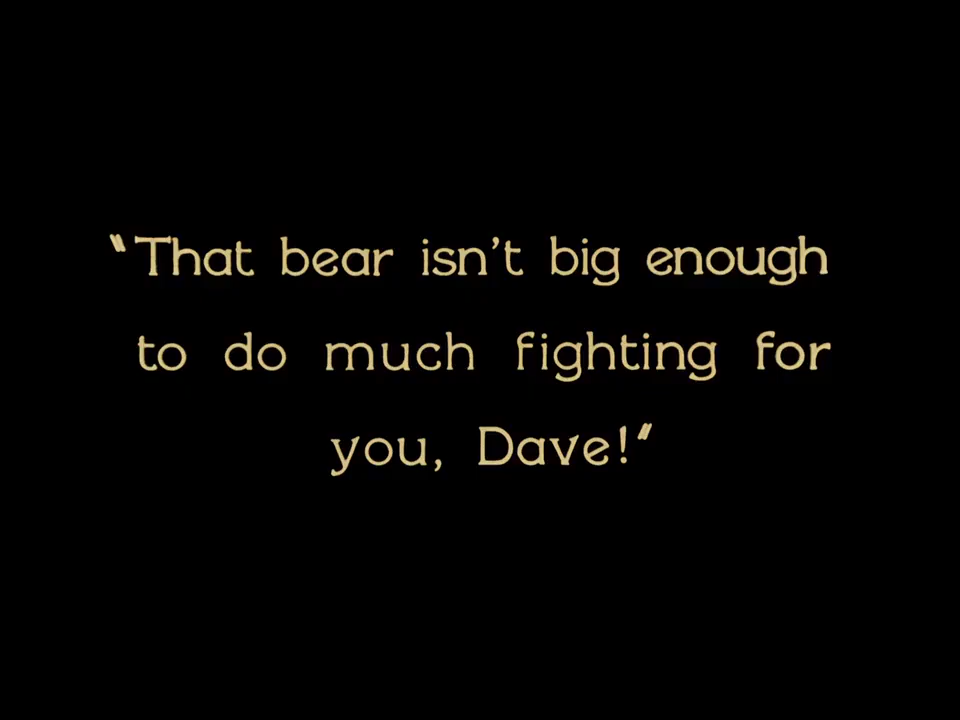 "That bear isn't big enough
to do much fighting for
you, Dave!"